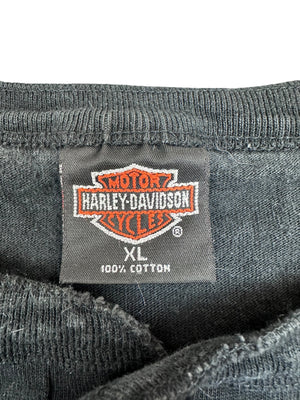 MOTOR
HARLEY-DAVIDSON
CYCLES
®
XL
100% COTTON